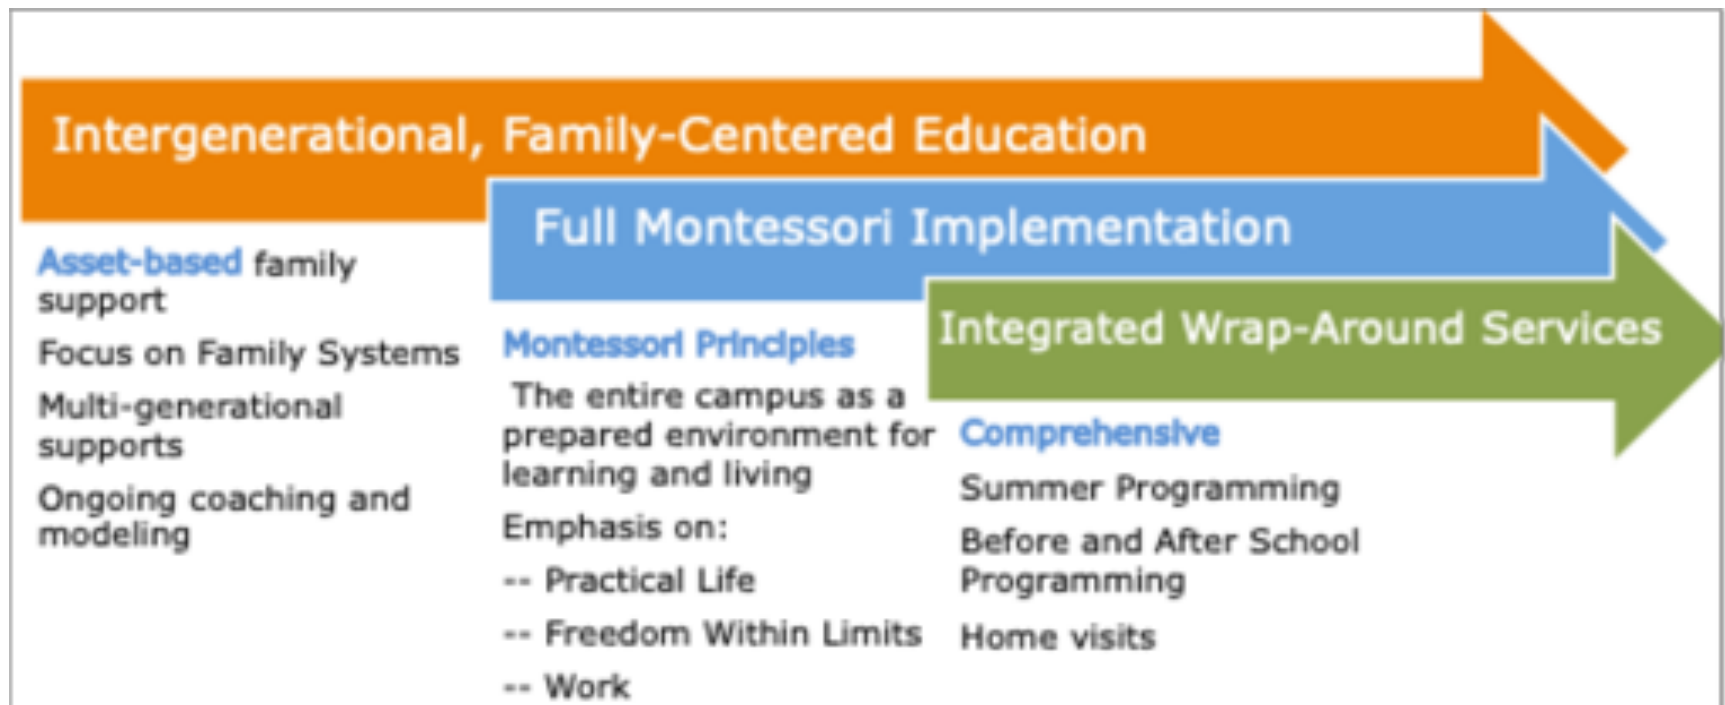 Intergenerational, Family-Centered Education
Full Montessori Implementation
Integrated Wrap-Around Services
Asset-based family
support
Focus on Family Systems
Multi-generational
supports
Ongoing coaching and
modeling
Montessori Principles
The entire campus as a
prepared environment for
learning and living
Emphasis on:
-- Practical Life
-- Freedom Within Limits
-- Work
Comprehensive
Summer Programming
Before and After School
Programming
Home visits